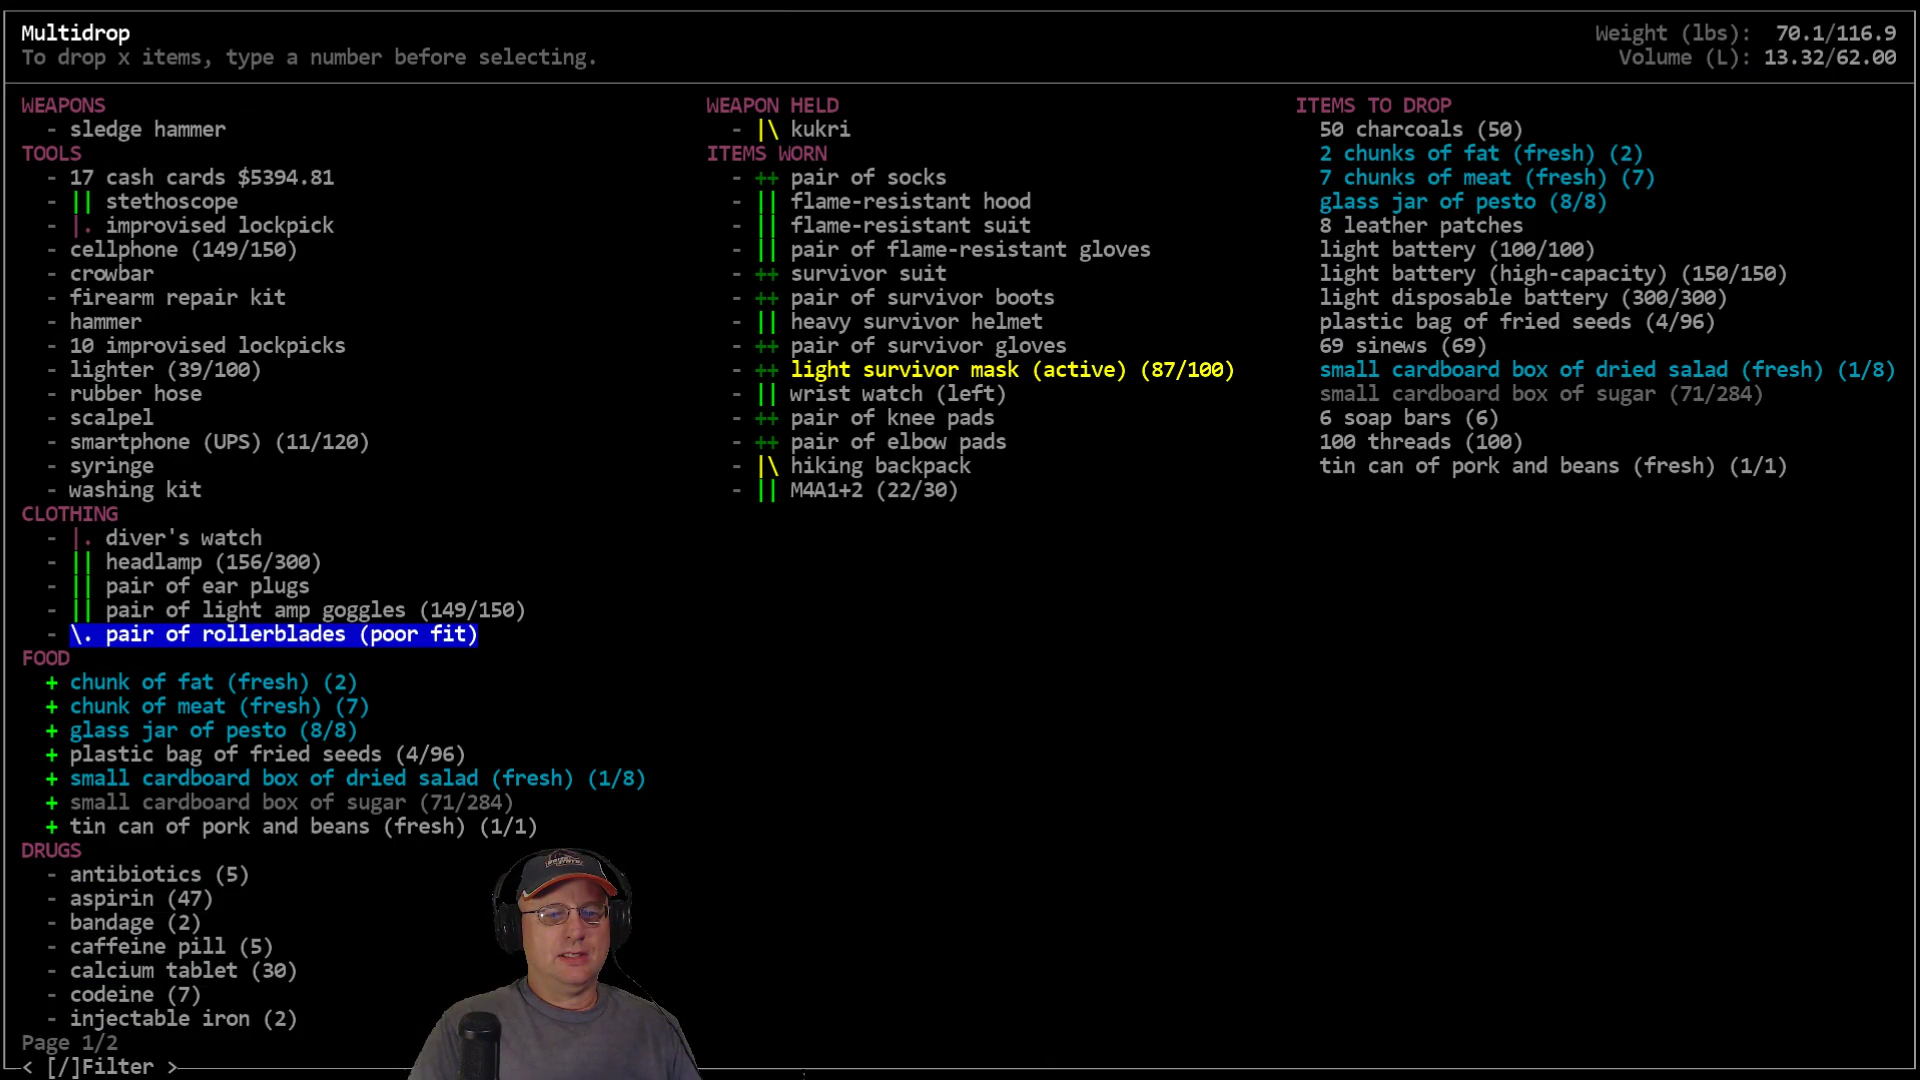 Multidrop
To drop x items, type a number before selecting.
Weight (lbs): 70.1/116.9
Volume (L): 13.32/62.00
WEAPONS
- sledge hammer
TOOLS
- 17 cash cards $5394.81
- || stethoscope
- |. improvised lockpick
- cellphone (149/150)
- crowbar
- firearm repair kit
- hammer
- 10 improvised lockpicks
- lighter (39/100)
- rubber hose
- scalpel
- smartphone (UPS) (11/120)
- syringe
- washing kit
CLOTHING
- |. diver's watch
- || headlamp (156/300)
- || pair of ear plugs
- || pair of light amp goggles (149/150)
- \. pair of rollerblades (poor fit)
FOOD
+ chunk of fat (fresh) (2)
+ chunk of meat (fresh) (7)
+ glass jar of pesto (8/8)
+ plastic bag of fried seeds (4/96)
+ small cardboard box of dried salad (fresh) (1/8)
+ small cardboard box of sugar (71/284)
+ tin can of pork and beans (fresh) (1/1)
DRUGS
- antibiotics (5)
- aspirin (47)
- bandage (2)
- caffeine pill (5)
- calcium tablet (30)
- codeine (7)
- injectable iron (2)
Page 1/2
< [/]Filter >
WEAPON HELD
- |\ kukri
ITEMS WORN
- ++ pair of socks
- || flame-resistant hood
- || flame-resistant suit
- || pair of flame-resistant gloves
- ++ survivor suit
- ++ pair of survivor boots
- || heavy survivor helmet
- ++ pair of survivor gloves
- ++ light survivor mask (active) (87/100)
- || wrist watch (left)
- ++ pair of knee pads
- ++ pair of elbow pads
- |\ hiking backpack
- || M4A1+2 (22/30)
ITEMS TO DROP
50 charcoals (50)
2 chunks of fat (fresh) (2)
7 chunks of meat (fresh) (7)
glass jar of pesto (8/8)
8 leather patches
light battery (100/100)
light battery (high-capacity) (150/150)
light disposable battery (300/300)
plastic bag of fried seeds (4/96)
69 sinews (69)
small cardboard box of dried salad (fresh) (1/8)
small cardboard box of sugar (71/284)
6 soap bars (6)
100 threads (100)
tin can of pork and beans (fresh) (1/1)